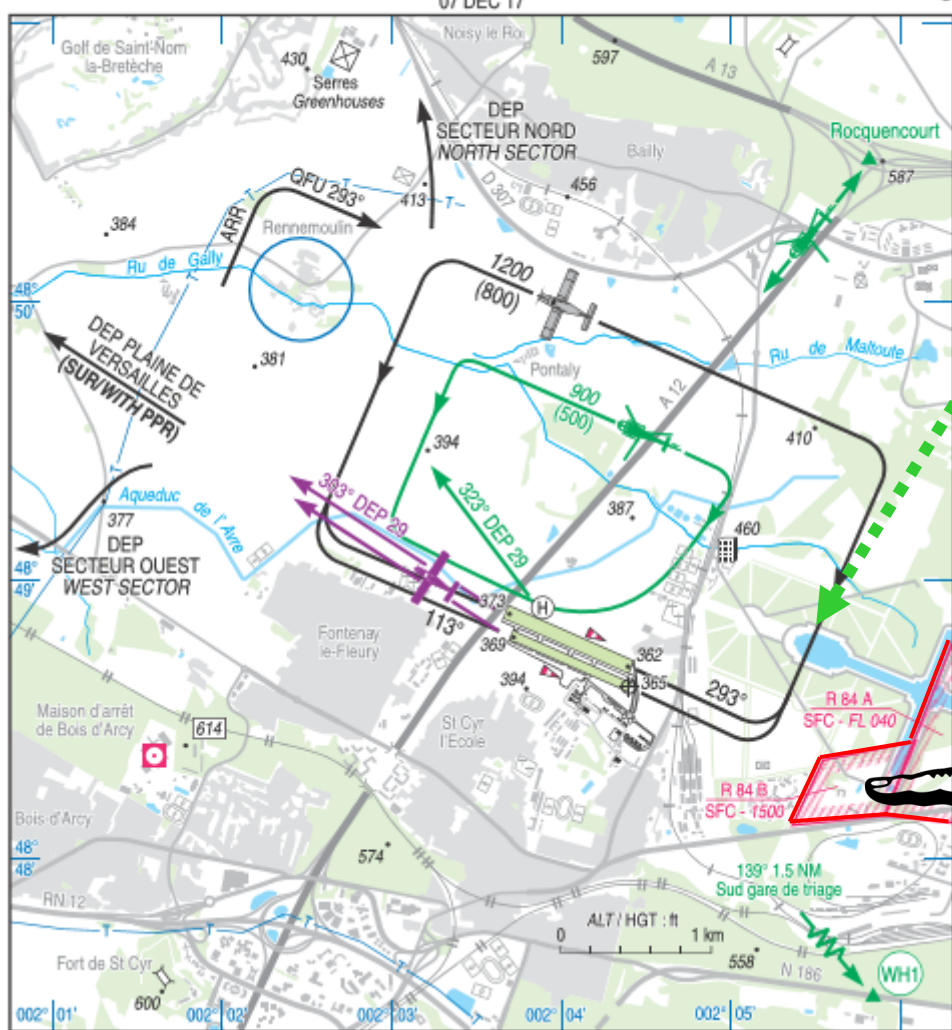 07 DEC 17
Golf de Saint-Nom
la-Bretèche
430
Serres
Greenhouses
Noisy le Roi
597
A 13
DEP
SECTEUR NORD
NORTH SECTOR
Bailly
Rocquencourt
587
D 307
456
413
QFU 293°
ARR
Rennemoulin
384
T
T
T
Ru de Gally
1200
(800)
48°
50'
DEP PLAINE DE
VERSAILLES
(SUR/WITH PPR)
381
Pontaly
A 12
Ru de Maltoute
900
(500)
394
410
303° DEP 29
323° DEP 29
387
460
Aqueduc de l'Avre
377
DEP
SECTEUR OUEST
WEST SECTOR
48°
49'
373
H
113°
369
362
365
293°
Fontenay
le-Fleury
394
R 84 A
SFC - FL 040
Maison d'arrêt
de Bois d'Arcy
614
St Cyr
l'Ecole
R 84 B
SFC - 1500
Bois-d'Arcy
574
48°
48'
139° 1.5 NM
Sud gare de triage
RN 12
T
T
ALT / HGT : ft
0 1 km
558
N 186
WH1
Fort de St Cyr
600
002° 01'
002° 02'
002° 03'
002° 04'
002° 05'